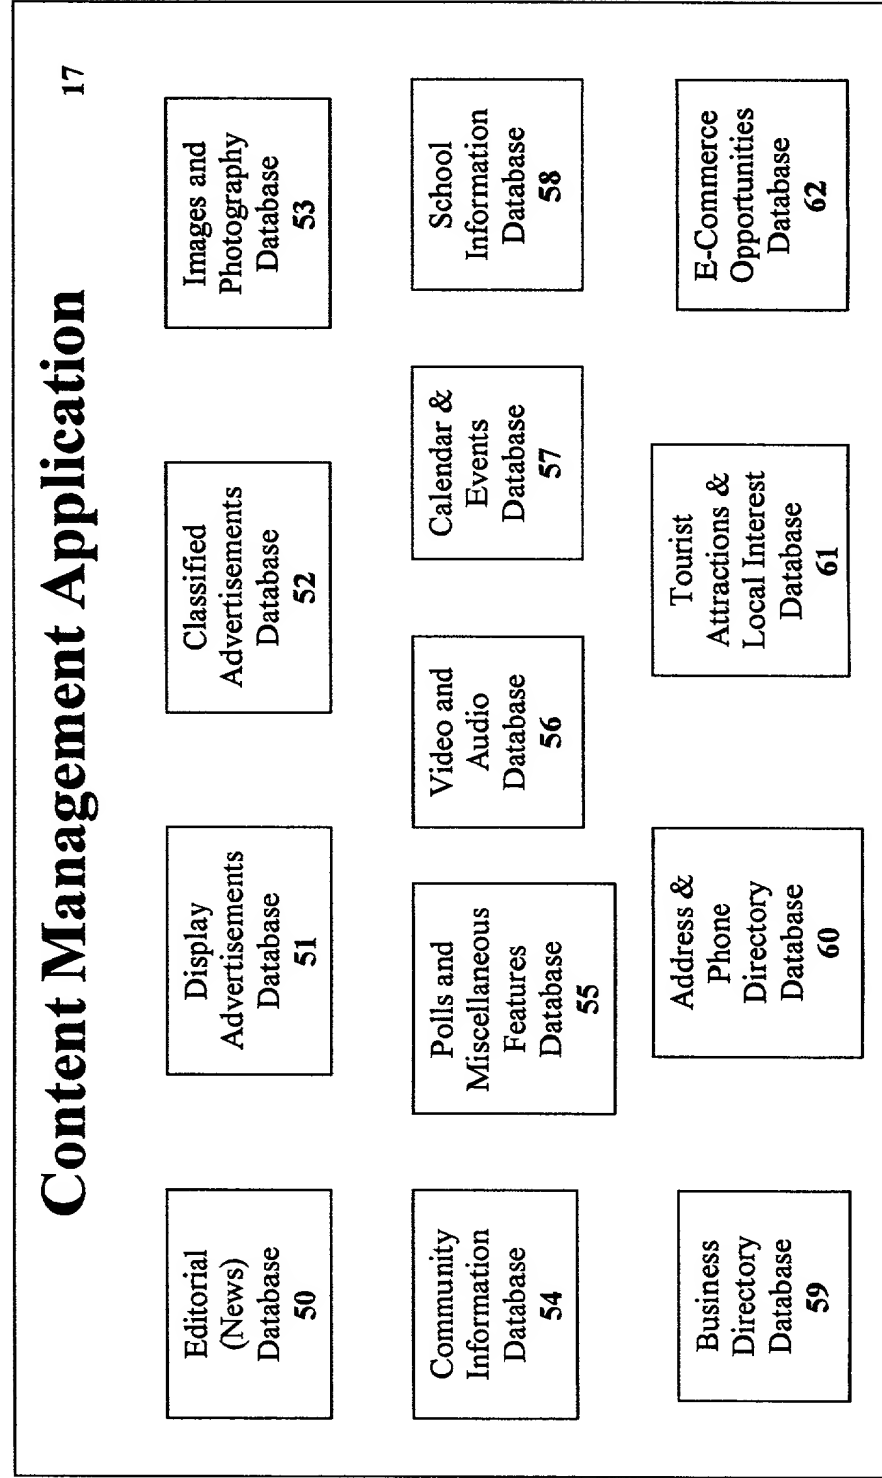 Content Management Application
17
Editorial
(News)
Database
50
Display
Advertisements
Database
51
Classified
Advertisements
Database
52
Images and
Photography
Database
53
Community
Information
Database
54
Polls and
Miscellaneous
Features
Database
55
Video and
Audio
Database
56
Calendar &
Events
Database
57
School
Information
Database
58
Business
Directory
Database
59
Address &
Phone
Directory
Database
60
Tourist
Attractions &
Local Interest
Database
61
E-Commerce
Opportunities
Database
62